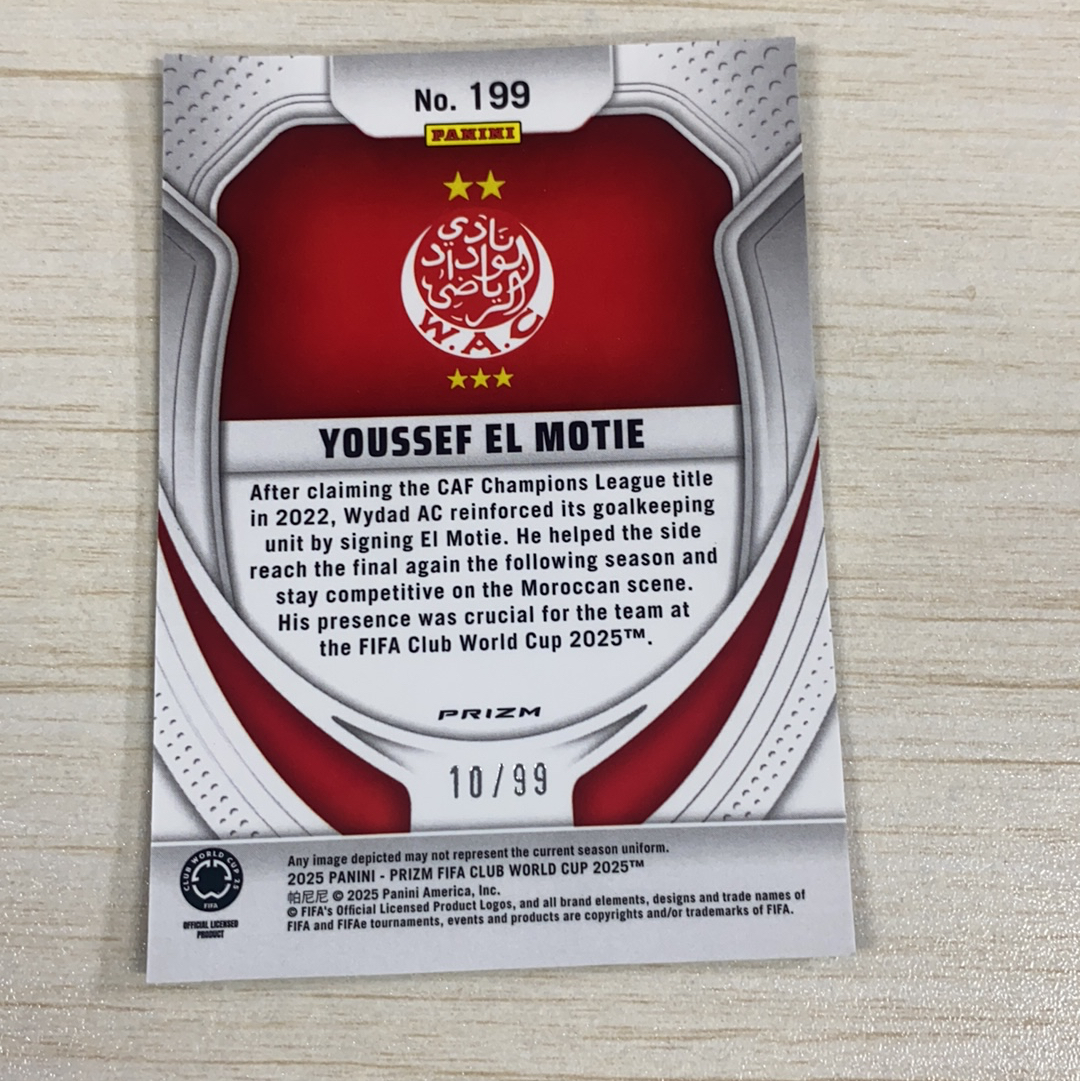 No. 199
PANINI
نادي
الوداد
الرياضي
W.A.C
YOUSSEF EL MOTIE
After claiming the CAF Champions League title
in 2022, Wydad AC reinforced its goalkeeping
unit by signing El Motie. He helped the side
reach the final again the following season and
stay competitive on the Moroccan scene.
His presence was crucial for the team at
the FIFA Club World Cup 2025™.
PRIZM
10/99
CLUB WORLD CUP 25
FIFA
OFFICIAL LICENSED
PRODUCT
Any image depicted may not represent the current season uniform.
2025 PANINI - PRIZM FIFA CLUB WORLD CUP 2025™
帕尼尼 © 2025 Panini America, Inc.
© FIFA's Official Licensed Product Logos, and all brand elements, designs and trade names of
FIFA and FIFAe tournaments, events and products are copyrights and/or trademarks of FIFA.